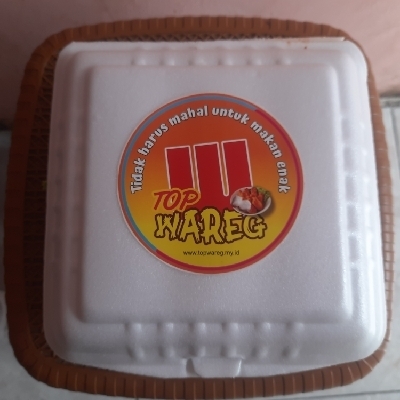 Tidak harus mahal untuk makan enak
TOP
WAREG
www.topwareg.my.id